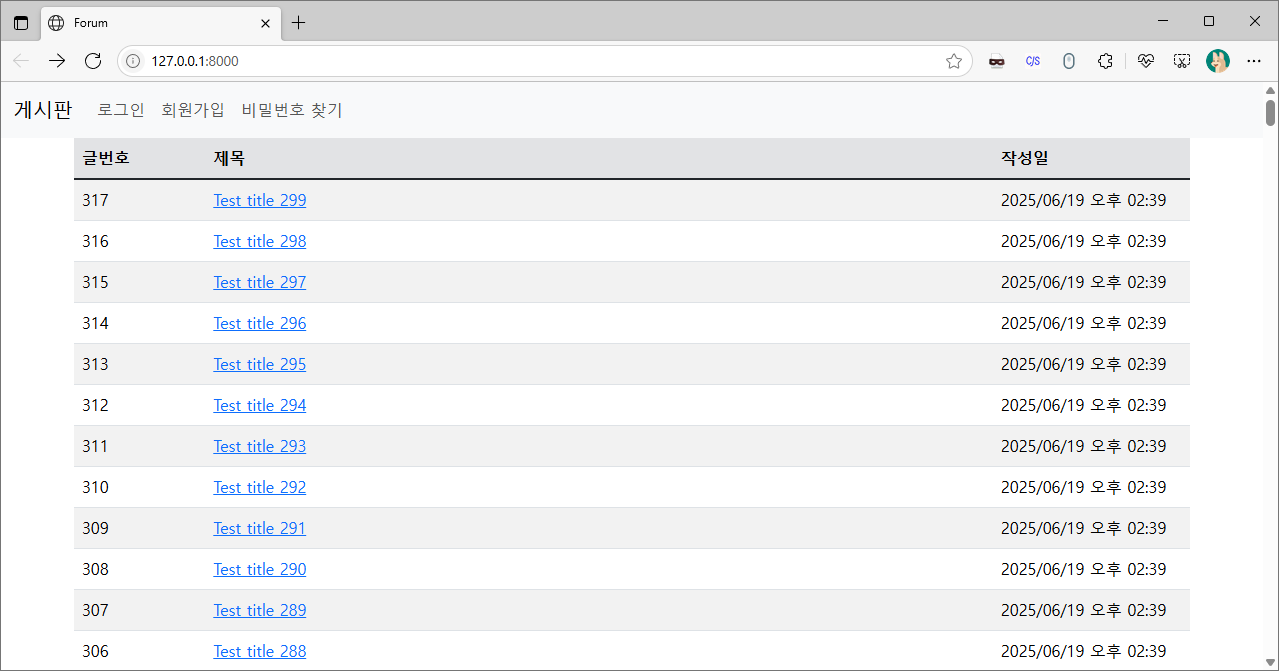 Forum
127.0.0.1:8000
C/S
게시판 로그인 회원가입 비밀번호 찾기
글번호 제목 작성일
317 Test title 299 2025/06/19 오후 02:39
316 Test title 298 2025/06/19 오후 02:39
315 Test title 297 2025/06/19 오후 02:39
314 Test title 296 2025/06/19 오후 02:39
313 Test title 295 2025/06/19 오후 02:39
312 Test title 294 2025/06/19 오후 02:39
311 Test title 293 2025/06/19 오후 02:39
310 Test title 292 2025/06/19 오후 02:39
309 Test title 291 2025/06/19 오후 02:39
308 Test title 290 2025/06/19 오후 02:39
307 Test title 289 2025/06/19 오후 02:39
306 Test title 288 2025/06/19 오후 02:39